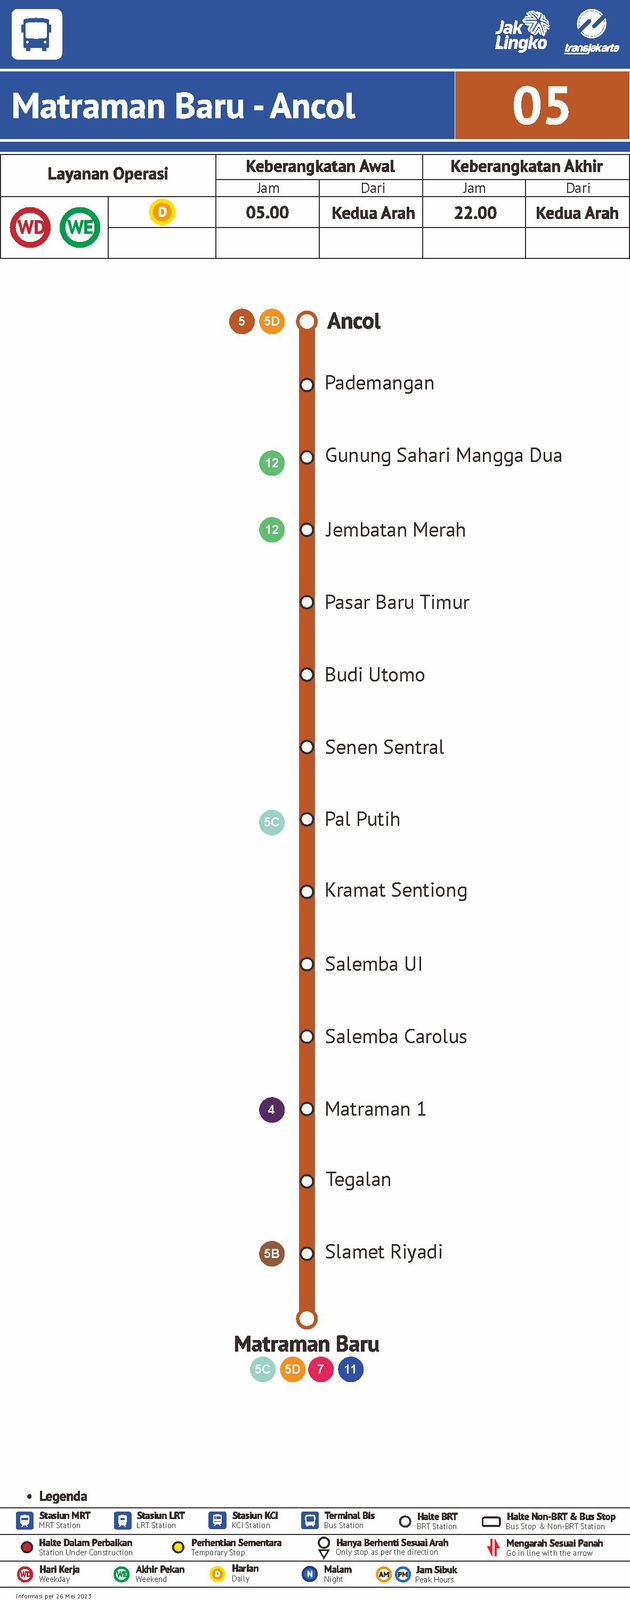 Jak
Lingko
transjakarta
Matraman Baru - Ancol
05
Layanan Operasi
Keberangkatan Awal
Keberangkatan Akhir
Jam
Dari
Jam
Dari
WD
WE
D
05.00
Kedua Arah
22.00
Kedua Arah
5
5D
Ancol
Pademangan
12
Gunung Sahari Mangga Dua
12
Jembatan Merah
Pasar Baru Timur
Budi Utomo
Senen Sentral
5C
Pal Putih
Kramat Sentiong
Salemba UI
Salemba Carolus
4
Matraman 1
Tegalan
5B
Slamet Riyadi
Matraman Baru
5C
5D
7
11
• Legenda
Stasiun MRT
MRT Station
Stasiun LRT
LRT Station
Stasiun KCI
KCI Station
Terminal Bis
Bus Station
Halte BRT
BRT Station
Halte Non-BRT & Bus Stop
Bus Stop & Non-BRT Station
Halte Dalam Perbaikan
Station Under Construction
Perhentian Sementara
Temporary Stop
Hanya Berhenti Sesuai Arah
Only stop as per the direction
Mengarah Sesuai Panah
Go in line with the arrow
WD
Hari Kerja
Weekday
WE
Akhir Pekan
Weekend
D
Harian
Daily
N
Malam
Night
AM
PM
Jam Sibuk
Peak Hours
Informasi per 26 Mei 2023